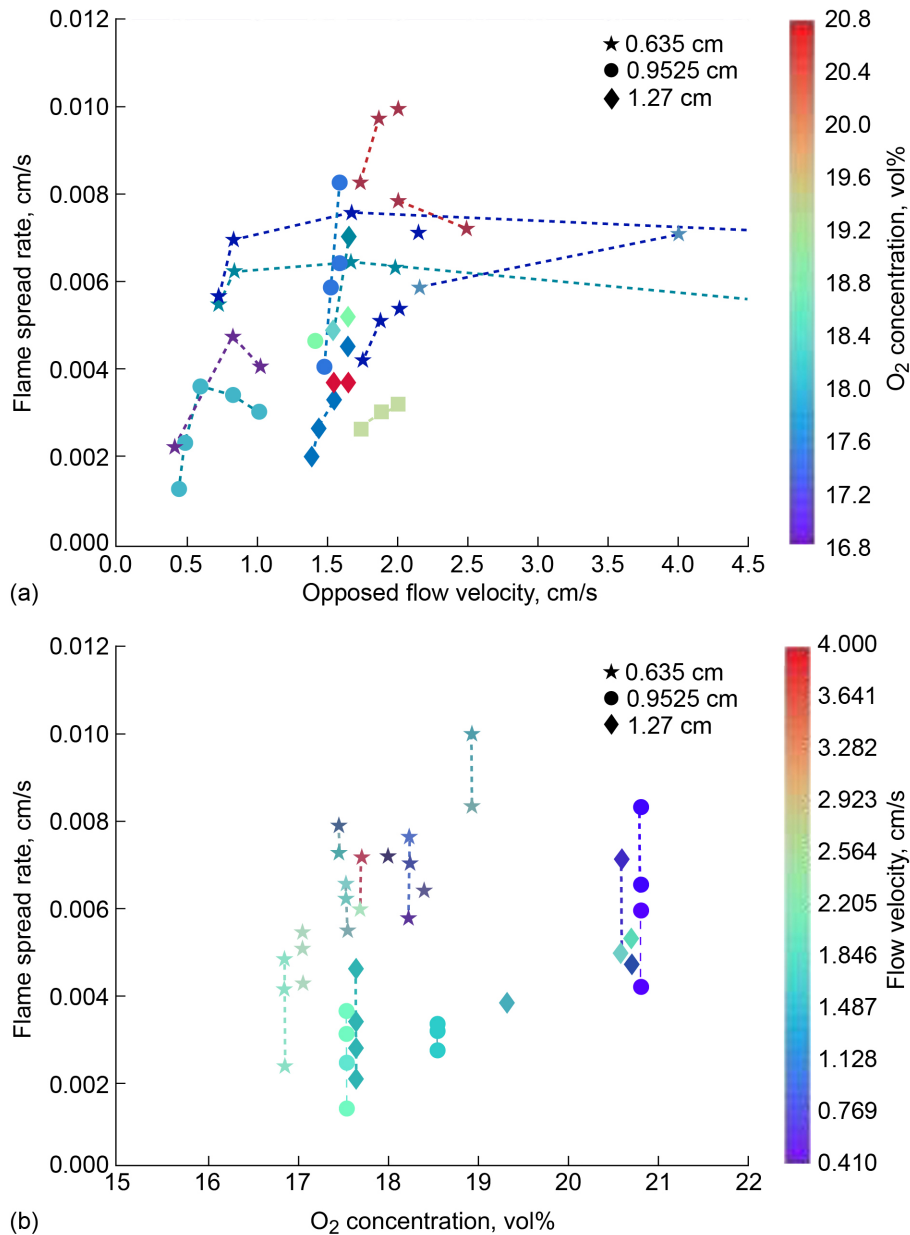 0.012
0.010
0.008
0.006
0.004
0.002
0.000
Flame spread rate, cm/s
0.635 cm
0.9525 cm
1.27 cm
0.0 0.5 1.0 1.5 2.0 2.5 3.0 3.5 4.0 4.5
(a) Opposed flow velocity, cm/s
20.8
20.4
20.0
19.6
19.2
18.8
18.4
18.0
17.6
17.2
16.8
O2 concentration, vol%
0.012
0.010
0.008
0.006
0.004
0.002
0.000
Flame spread rate, cm/s
0.635 cm
0.9525 cm
1.27 cm
15 16 17 18 19 20 21 22
(b) O2 concentration, vol%
4.000
3.641
3.282
2.923
2.564
2.205
1.846
1.487
1.128
0.769
0.410
Flow velocity, cm/s